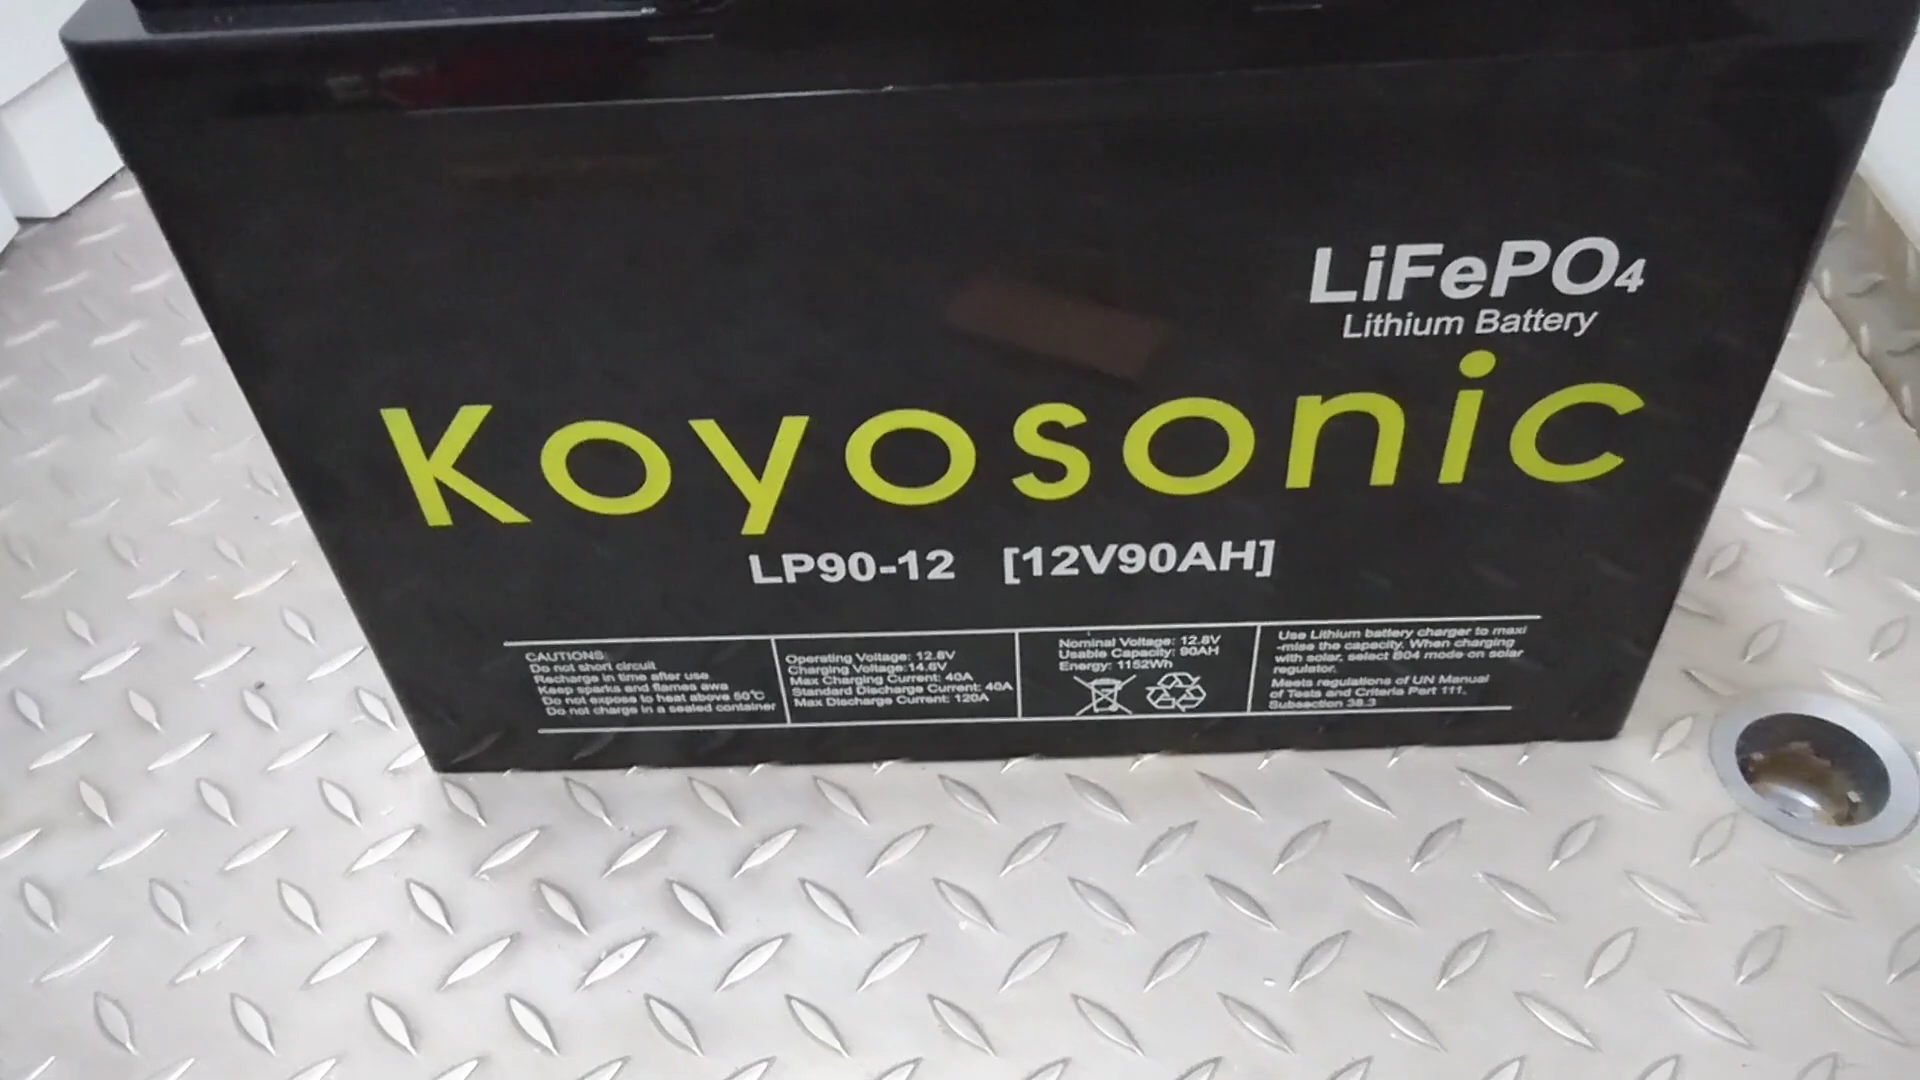 LiFePO4
Lithium Battery
Koyosonic
LP90-12 [12V90AH]
CAUTIONS:
Do not short circuit
Recharge in time after use
Keep sparks and flames awa
Do not expose to heat above 60°C
Do not charge in a sealed container
Operating Voltage: 12.8V
Charging Voltage:14.6V
Max Charging Current: 40A
Standard Discharge Current: 40A
Max Discharge Current: 120A
Nominal Voltage: 12.8V
Usable Capacity: 90AH
Energy: 1152Wh
Use Lithium battery charger to maxi
-mise the capacity. When charging
with solar, select B04 mode on solar
regulator.
Meets regulations of UN Manual
of Tests and Criteria Part 111,
Subsection 38.3